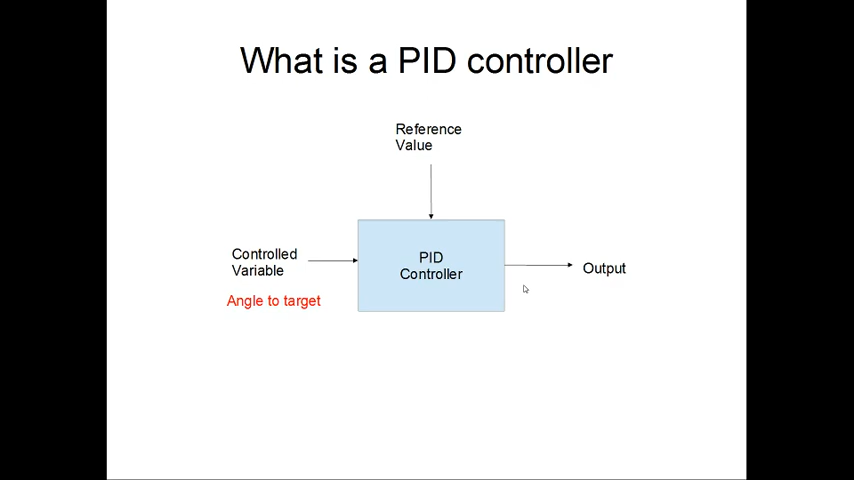 What is a PID controller
Reference
Value
Controlled
Variable
PID
Controller
Output
Angle to target